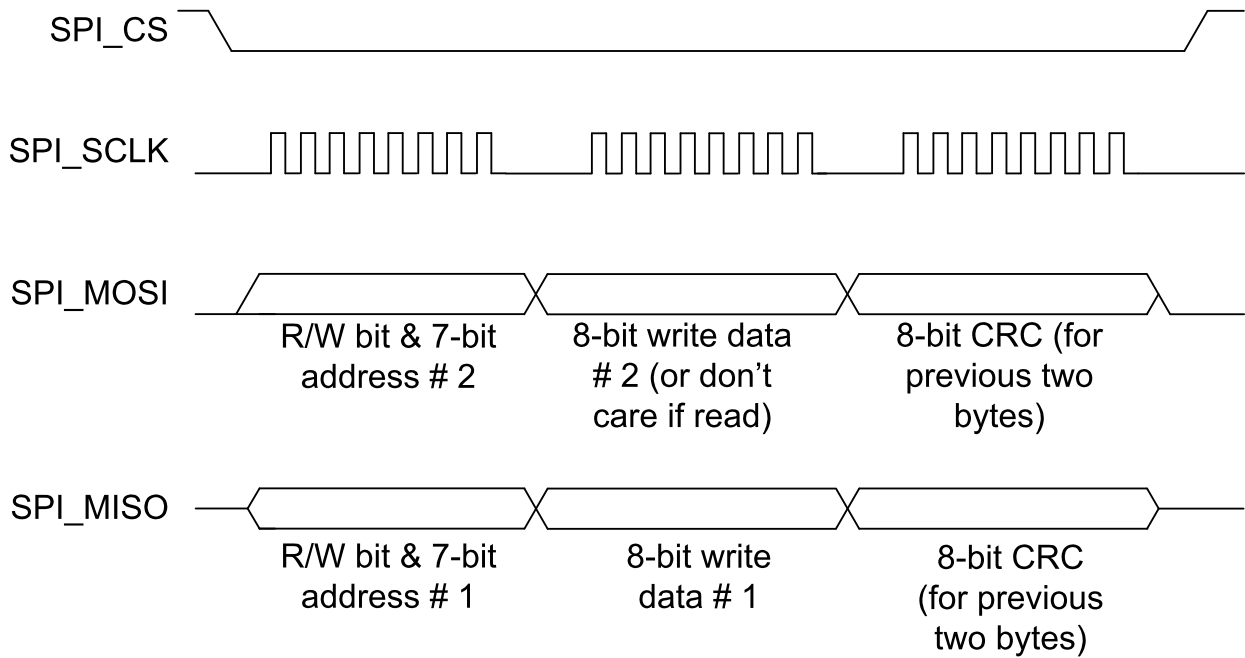 SPI_CS
SPI_SCLK
SPI_MOSI
R/W bit & 7-bit
address # 2
8-bit write data
# 2 (or don't
care if read)
8-bit CRC (for
previous two
bytes)
SPI_MISO
R/W bit & 7-bit
address # 1
8-bit write
data # 1
8-bit CRC
(for previous
two bytes)